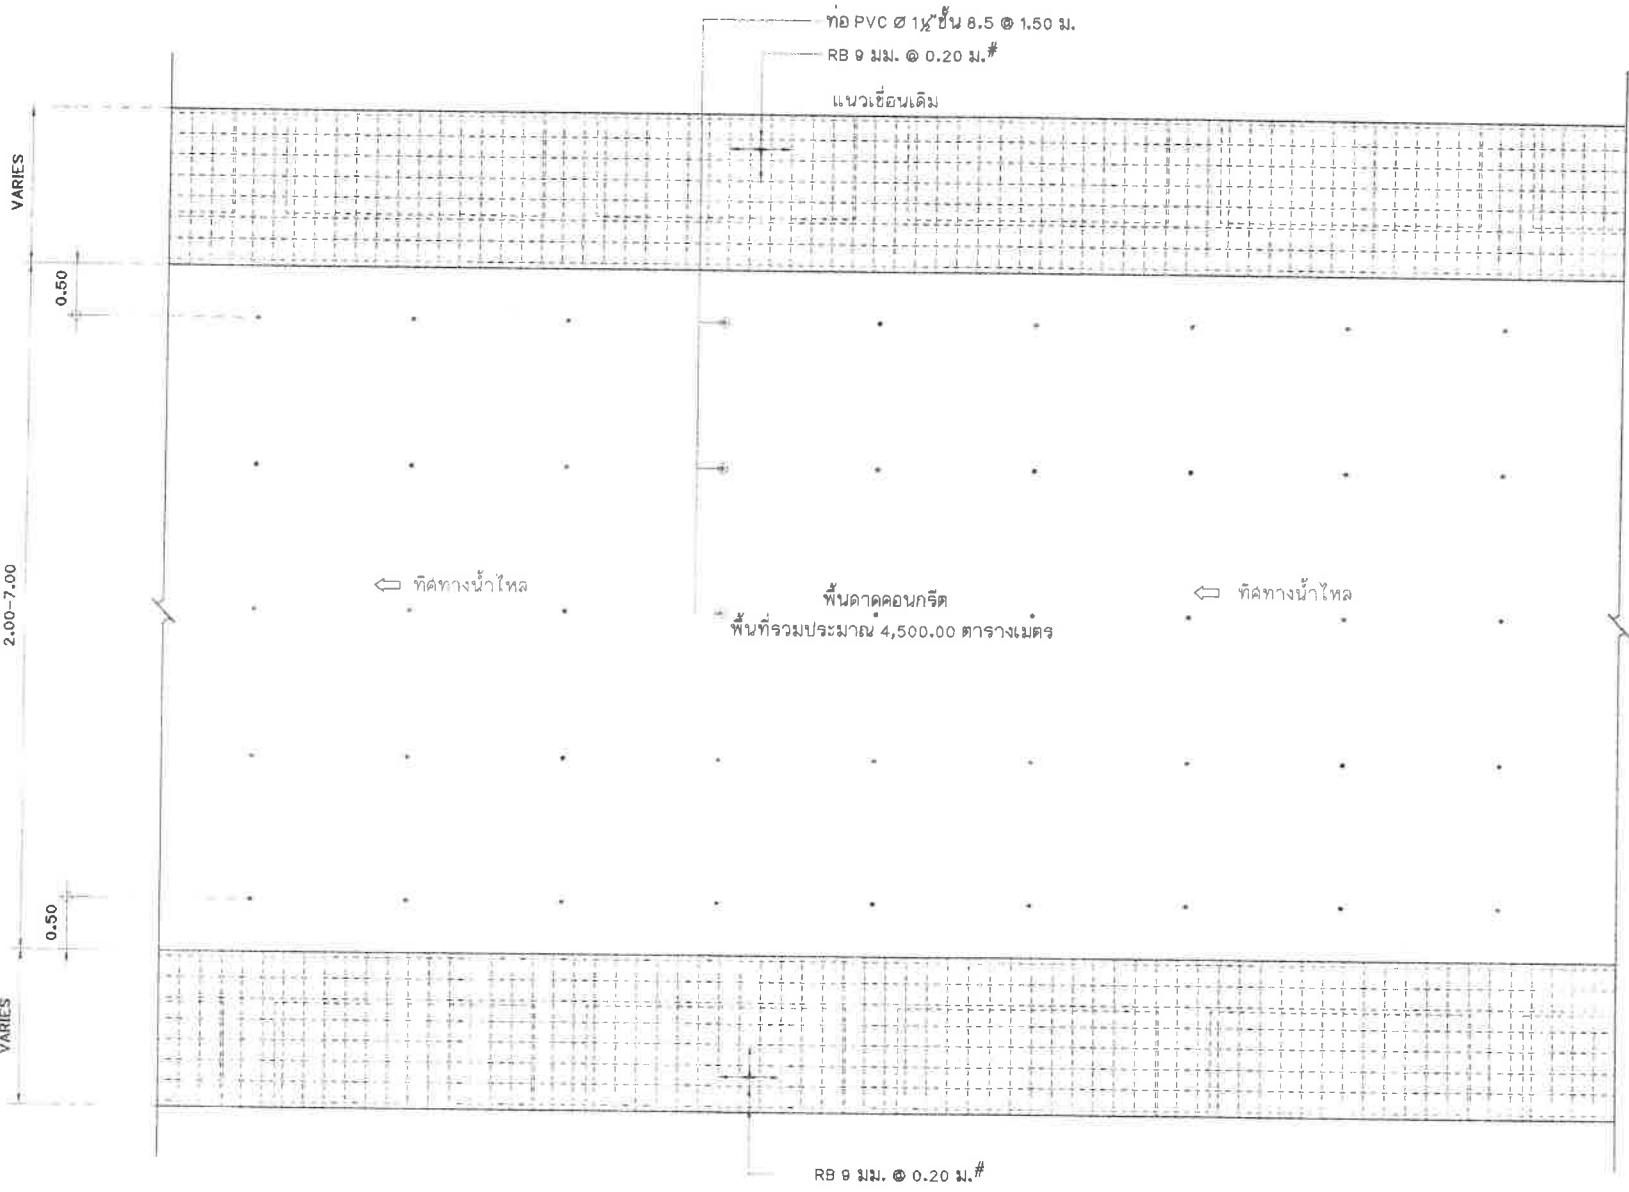 ท่อ PVC Ø 1½" ชั้น 8.5 @ 1.50 ม.
RB 9 มม. @ 0.20 ม.#
แนวเขื่อนเดิม
VARIES
0.50
2.00-7.00
⇦ ทิศทางน้ำไหล
พื้นดาดคอนกรีต
พื้นที่รวมประมาณ 4,500.00 ตารางเมตร
⇦ ทิศทางน้ำไหล
0.50
VARIES
RB 9 มม. @ 0.20 ม.#